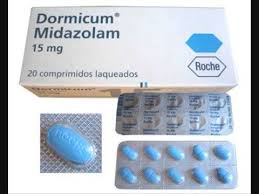 Dormicum®
Midazolam
15 mg
20 comprimidos laqueados
Roche